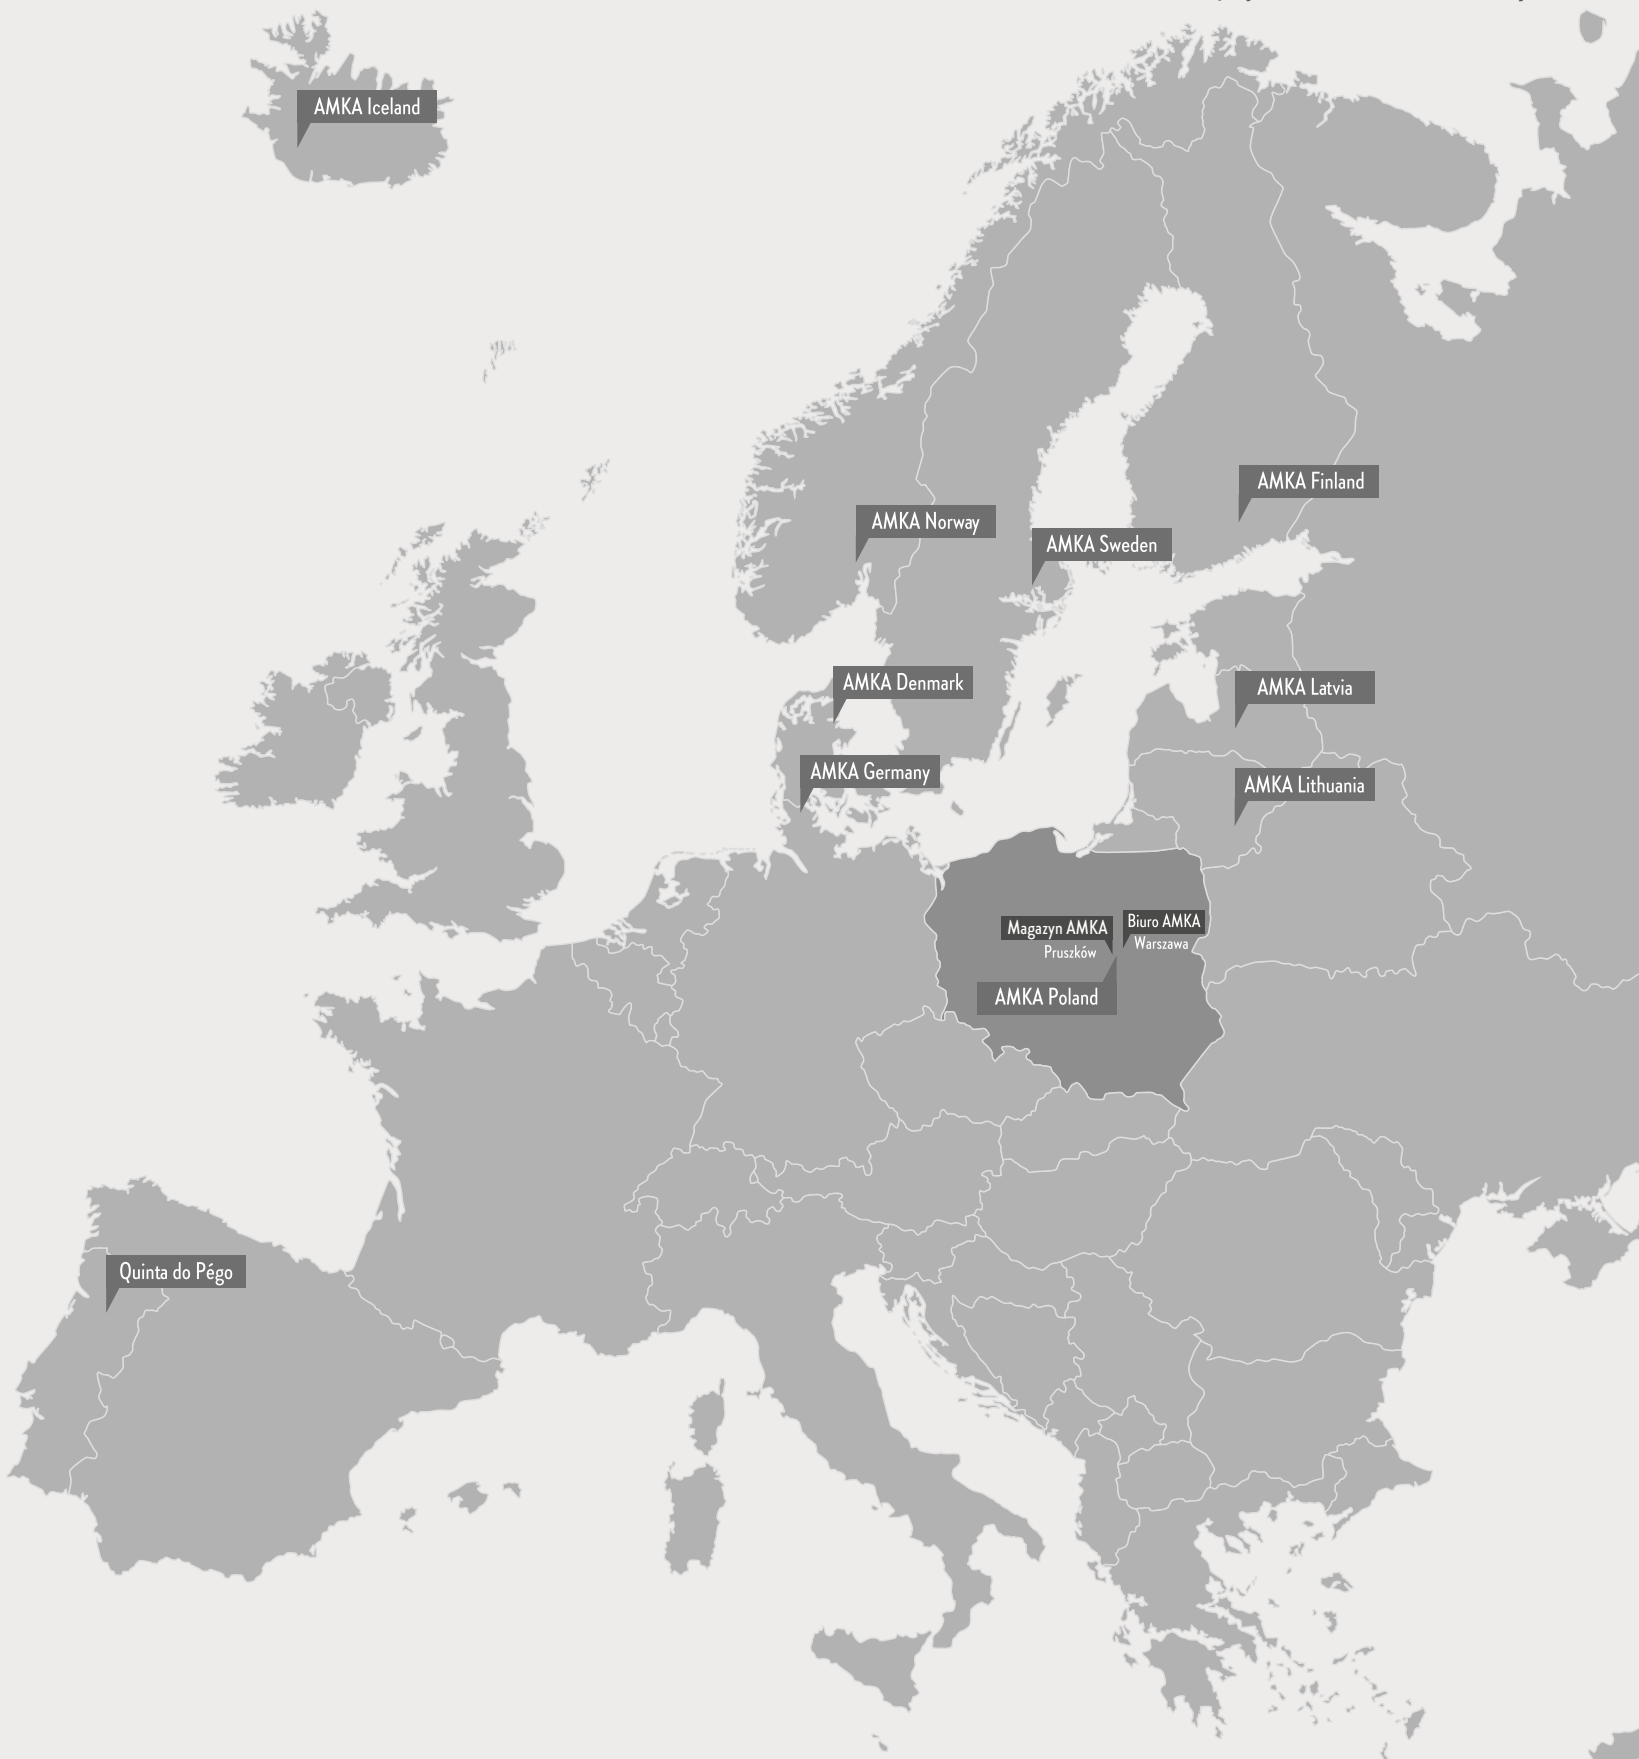 AMKA Iceland
AMKA Finland
AMKA Norway
AMKA Sweden
AMKA Denmark
AMKA Latvia
AMKA Germany
AMKA Lithuania
Magazyn AMKA
Pruszków
Biuro AMKA
Warszawa
AMKA Poland
Quinta do Pégo